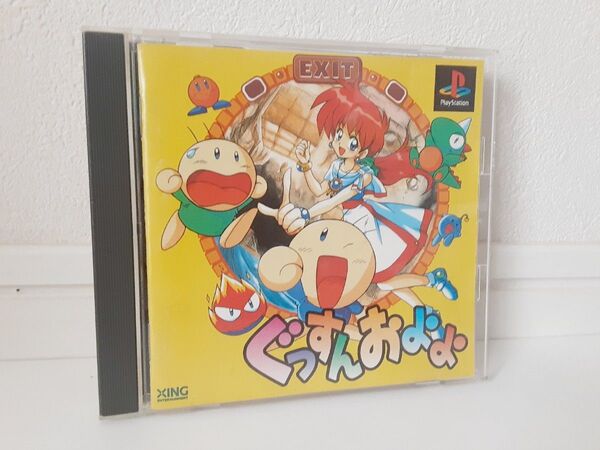 EXIT
PlayStation
ぐっすんおよよ
XING
ENTERTAINMENT